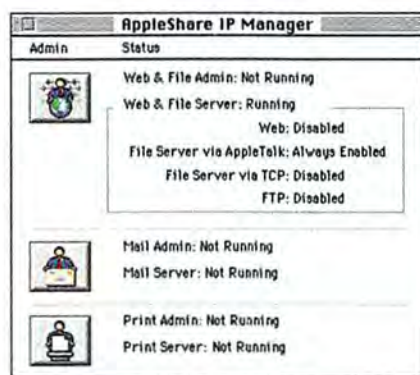 AppleShare IP Manager
Admin Status
Web & File Admin: Not Running
Web & File Server: Running
Web: Disabled
File Server via AppleTalk: Always Enabled
File Server via TCP: Disabled
FTP: Disabled
Mail Admin: Not Running
Mail Server: Not Running
Print Admin: Not Running
Print Server: Not Running